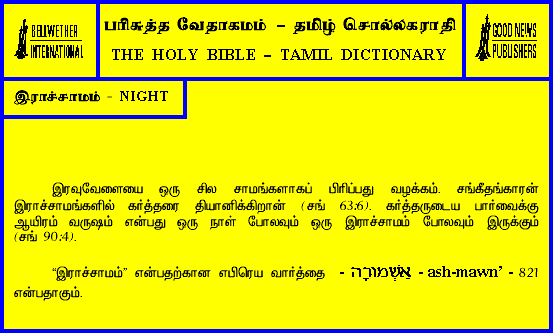 BELLWETHER
INTERNATIONAL
பரிசுத்த வேதாகமம் – தமிழ் சொல்லகராதி
THE HOLY BIBLE – TAMIL DICTIONARY
GOOD NEWS
PUBLISHERS
இராச்சாமம் - NIGHT
இரவுவேளையை ஒரு சில சாமங்களாகப் பிரிப்பது வழக்கம். சங்கீதங்காரன்
இராச்சாமங்களில் கர்த்தரை தியானிக்கிறான் (சங் 63:6). கர்த்தருடைய பார்வைக்கு
ஆயிரம் வருஷம் என்பது ஒரு நாள் போலவும் ஒரு இராச்சாமம் போலவும் இருக்கும்
(சங் 90:4).
“இராச்சாமம்” என்பதற்கான எபிரெய வார்த்தை - אַשְׁמוּרָה - ash-mawn’ - 821
என்பதாகும்.